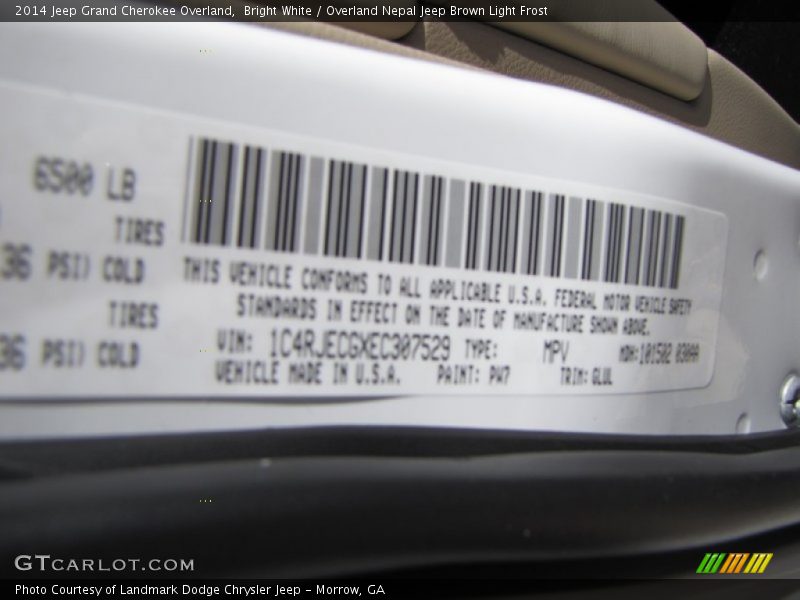 2014 Jeep Grand Cherokee Overland,  Bright White / Overland Nepal Jeep Brown Light Frost
6500 LB
TIRES
36 PSI) COLD
TIRES
36 PSI) COLD
THIS VEHICLE CONFORMS TO ALL APPLICABLE U.S.A. FEDERAL MOTOR VEHICLE SAFETY
STANDARDS IN EFFECT ON THE DATE OF MANUFACTURE SHOWN ABOVE.
VIN: 1C4RJECGXEC307529 TYPE: MPV MDH:101502 030AA
VEHICLE MADE IN U.S.A. PAINT: PW7 TRIM: GLUL
GTCARLOT.COM
Photo Courtesy of Landmark Dodge Chrysler Jeep – Morrow, GA